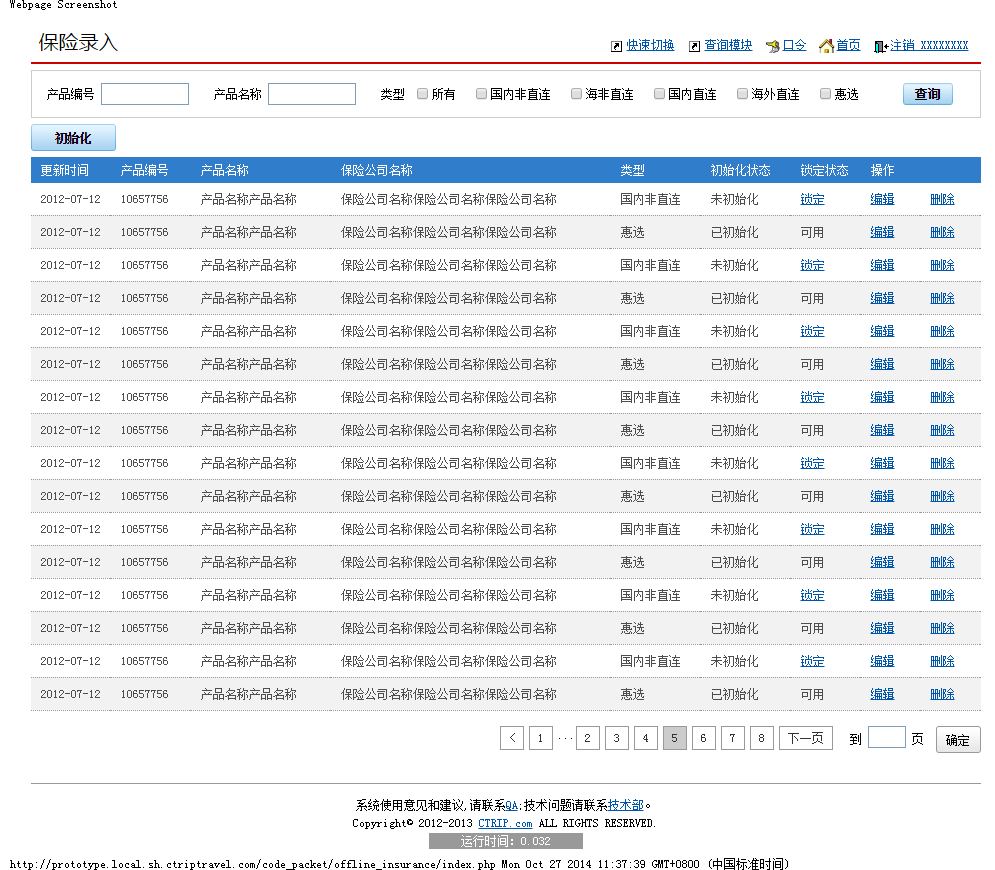 Webpage Screenshot
保险录入
快速切换 查询模块 口令 首页 注销 XXXXXXXX
产品编号 产品名称 类型 所有 国内非直连 海非直连 国内直连 海外直连 惠选 查询
初始化
更新时间 产品编号 产品名称 保险公司名称 类型 初始化状态 锁定状态 操作
2012-07-12 10657756 产品名称产品名称 保险公司名称保险公司名称保险公司名称 国内非直连 未初始化 锁定 编辑 删除
2012-07-12 10657756 产品名称产品名称 保险公司名称保险公司名称保险公司名称 惠选 已初始化 可用 编辑 删除
2012-07-12 10657756 产品名称产品名称 保险公司名称保险公司名称保险公司名称 国内非直连 未初始化 锁定 编辑 删除
2012-07-12 10657756 产品名称产品名称 保险公司名称保险公司名称保险公司名称 惠选 已初始化 可用 编辑 删除
2012-07-12 10657756 产品名称产品名称 保险公司名称保险公司名称保险公司名称 国内非直连 未初始化 锁定 编辑 删除
2012-07-12 10657756 产品名称产品名称 保险公司名称保险公司名称保险公司名称 惠选 已初始化 可用 编辑 删除
2012-07-12 10657756 产品名称产品名称 保险公司名称保险公司名称保险公司名称 国内非直连 未初始化 锁定 编辑 删除
2012-07-12 10657756 产品名称产品名称 保险公司名称保险公司名称保险公司名称 惠选 已初始化 可用 编辑 删除
2012-07-12 10657756 产品名称产品名称 保险公司名称保险公司名称保险公司名称 国内非直连 未初始化 锁定 编辑 删除
2012-07-12 10657756 产品名称产品名称 保险公司名称保险公司名称保险公司名称 惠选 已初始化 可用 编辑 删除
2012-07-12 10657756 产品名称产品名称 保险公司名称保险公司名称保险公司名称 国内非直连 未初始化 锁定 编辑 删除
2012-07-12 10657756 产品名称产品名称 保险公司名称保险公司名称保险公司名称 惠选 已初始化 可用 编辑 删除
2012-07-12 10657756 产品名称产品名称 保险公司名称保险公司名称保险公司名称 国内非直连 未初始化 锁定 编辑 删除
2012-07-12 10657756 产品名称产品名称 保险公司名称保险公司名称保险公司名称 惠选 已初始化 可用 编辑 删除
2012-07-12 10657756 产品名称产品名称 保险公司名称保险公司名称保险公司名称 国内非直连 未初始化 锁定 编辑 删除
2012-07-12 10657756 产品名称产品名称 保险公司名称保险公司名称保险公司名称 惠选 已初始化 可用 编辑 删除
< 1 ··· 2 3 4 5 6 7 8 下一页 到 页 确定
系统使用意见和建议,请联系QA;技术问题请联系技术部。
Copyright© 2012-2013 CTRIP.com ALL RIGHTS RESERVED.
运行时间: 0.032
http://prototype.local.sh.ctriptravel.com/code_packet/offline_insurance/index.php Mon Oct 27 2014 11:37:39 GMT+0800 (中国标准时间)